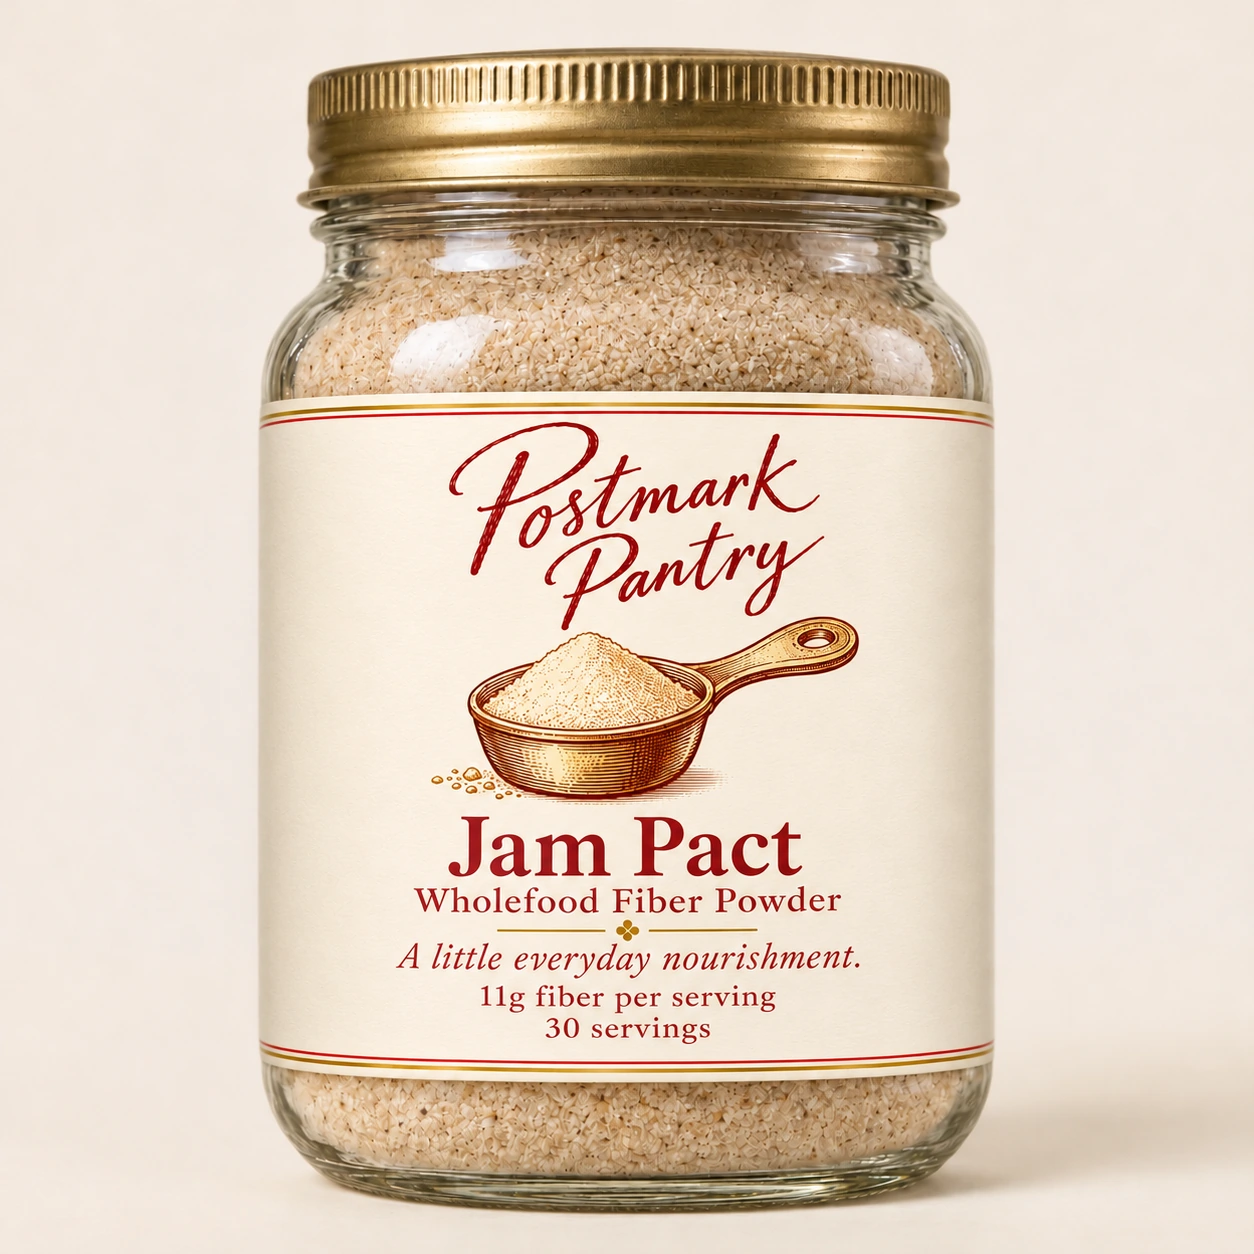 Postmark
Pantry
Jam Pact
Wholefood Fiber Powder
A little everyday nourishment.
11g fiber per serving
30 servings